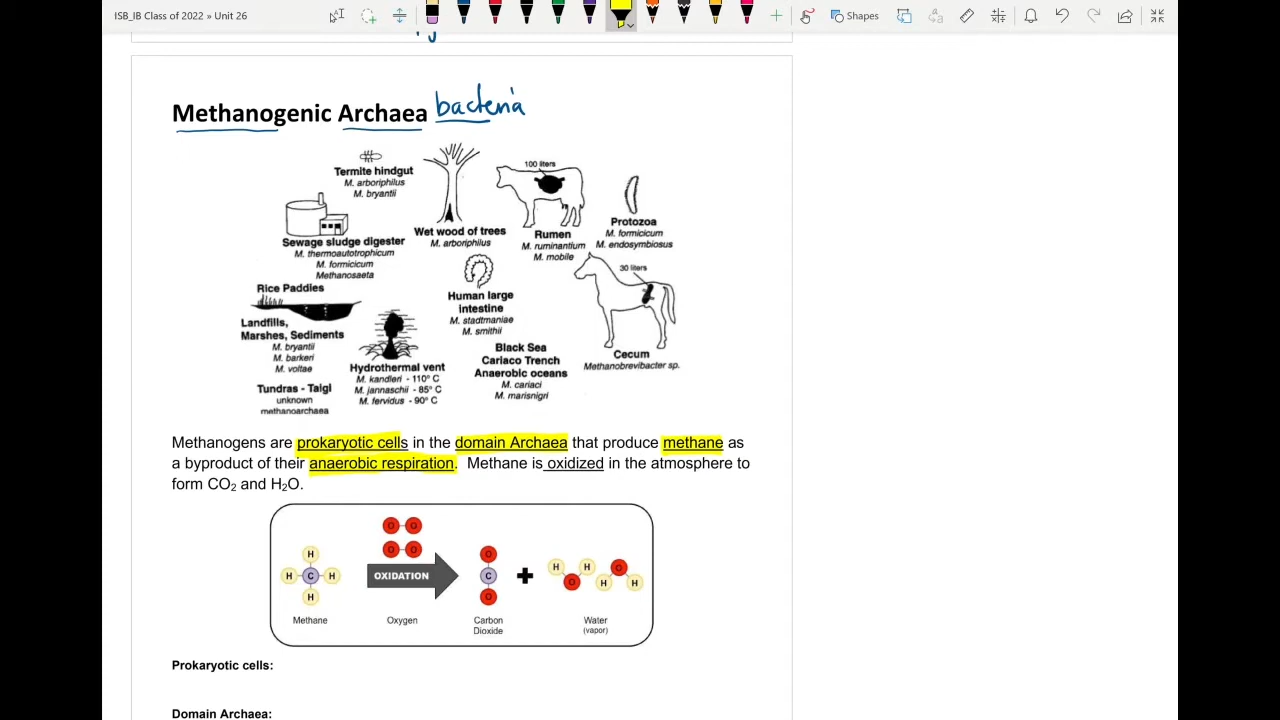 ISB_IB Class of 2022 » Unit 26
Shapes
Methanogenic Archaea bacteria
100 liters
Termite hindgut
M. arboriphilus
M. bryantii
Wet wood of trees
M. arboriphilus
Rumen
M. ruminantium
M. mobile
Protozoa
M. formicicum
M. endosymbiosus
Sewage sludge digester
M. thermoautotrophicum
M. formicicum
Methanosaeta
30 liters
Rice Paddies
Human large
intestine
M. stadtmaniae
M. smithii
Landfills,
Marshes, Sediments
M. bryantii
M. barkeri
M. voltae
Hydrothermal vent
M. kandleri - 110° C
M. jannaschii - 85° C
M. fervidus - 90° C
Black Sea
Cariaco Trench
Anaerobic oceans
M. cariaci
M. marisnigri
Cecum
Methanobrevibacter sp.
Tundras - Taigi
unknown
methanoarchaea
Methanogens are prokaryotic cells in the domain Archaea that produce methane as
a byproduct of their anaerobic respiration. Methane is oxidized in the atmosphere to
form CO₂ and H₂O.
O O
O O
H
H C H
H
OXIDATION
O
C
O
H H O
O H H
Methane
Oxygen
Carbon
Dioxide
Water
(vapor)
Prokaryotic cells:
Domain Archaea: